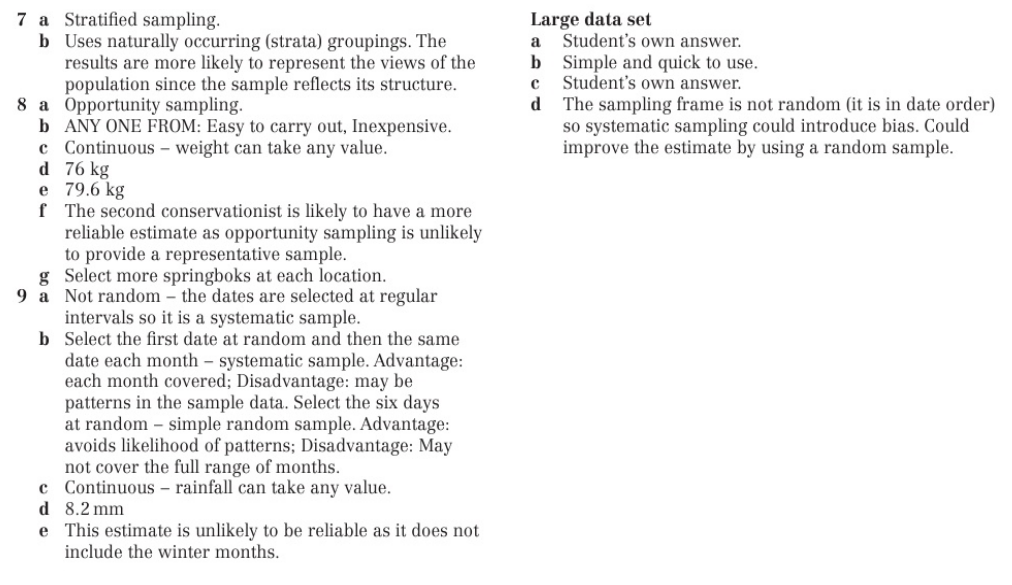 7 a Stratified sampling.
b Uses naturally occurring (strata) groupings. The
results are more likely to represent the views of the
population since the sample reflects its structure.
8 a Opportunity sampling.
b ANY ONE FROM: Easy to carry out, Inexpensive.
c Continuous – weight can take any value.
d 76 kg
e 79.6 kg
f The second conservationist is likely to have a more
reliable estimate as opportunity sampling is unlikely
to provide a representative sample.
g Select more springboks at each location.
9 a Not random – the dates are selected at regular
intervals so it is a systematic sample.
b Select the first date at random and then the same
date each month – systematic sample. Advantage:
each month covered; Disadvantage: may be
patterns in the sample data. Select the six days
at random – simple random sample. Advantage:
avoids likelihood of patterns; Disadvantage: May
not cover the full range of months.
c Continuous – rainfall can take any value.
d 8.2 mm
e This estimate is unlikely to be reliable as it does not
include the winter months.
Large data set
a Student's own answer.
b Simple and quick to use.
c Student's own answer.
d The sampling frame is not random (it is in date order)
so systematic sampling could introduce bias. Could
improve the estimate by using a random sample.